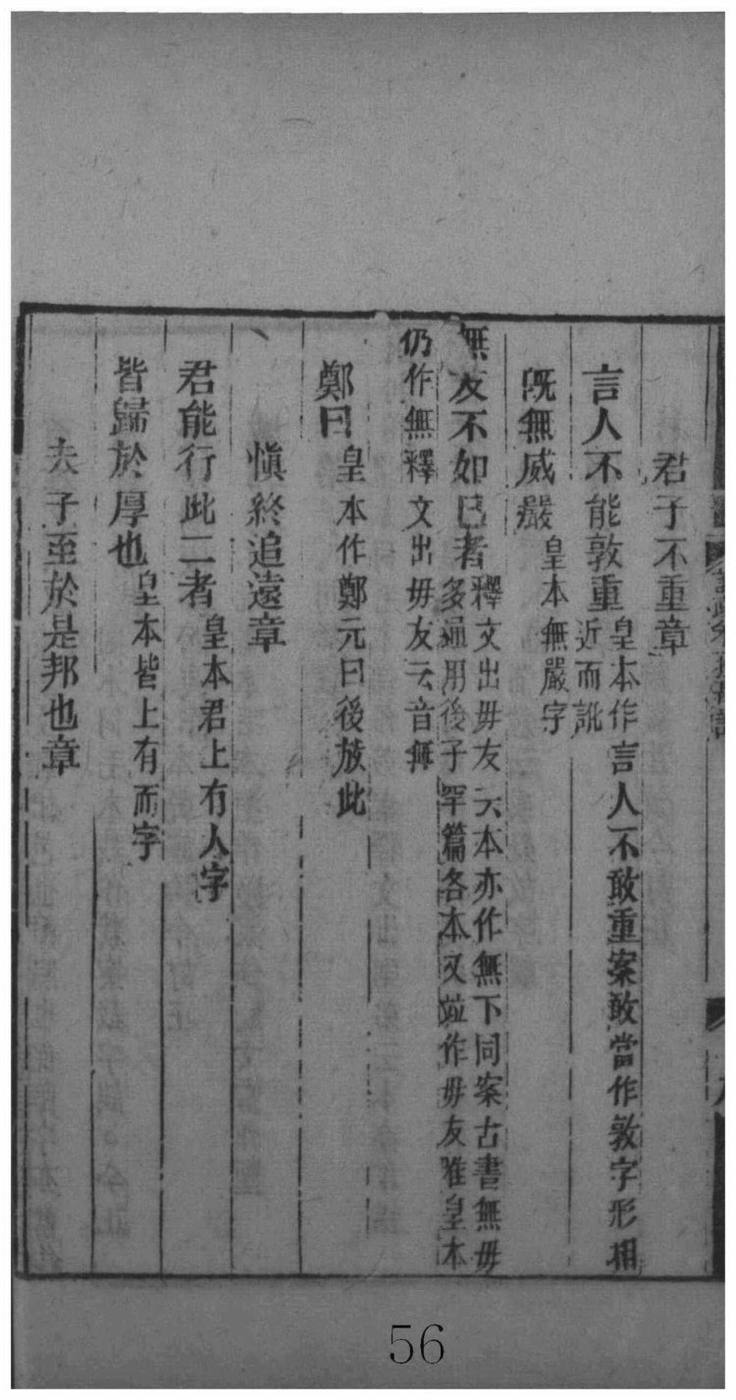 君子不重章
言人不能敦重皇本作言人不敢重案敢當作敦字形相
近而訛
既無威嚴皇本無嚴字
無友不如已者釋文出毋友云本亦作無下同案古書無毋
多通用後子罕篇各本又竝作毋友唯皇本
仍作無釋文出毋友云音無
鄭曰皇本作鄭元曰後放此
慎終追遠章
君能行此二者皇本君上有人字
皆歸於厚也皇本皆上有而字
夫子至於是邦也章
56